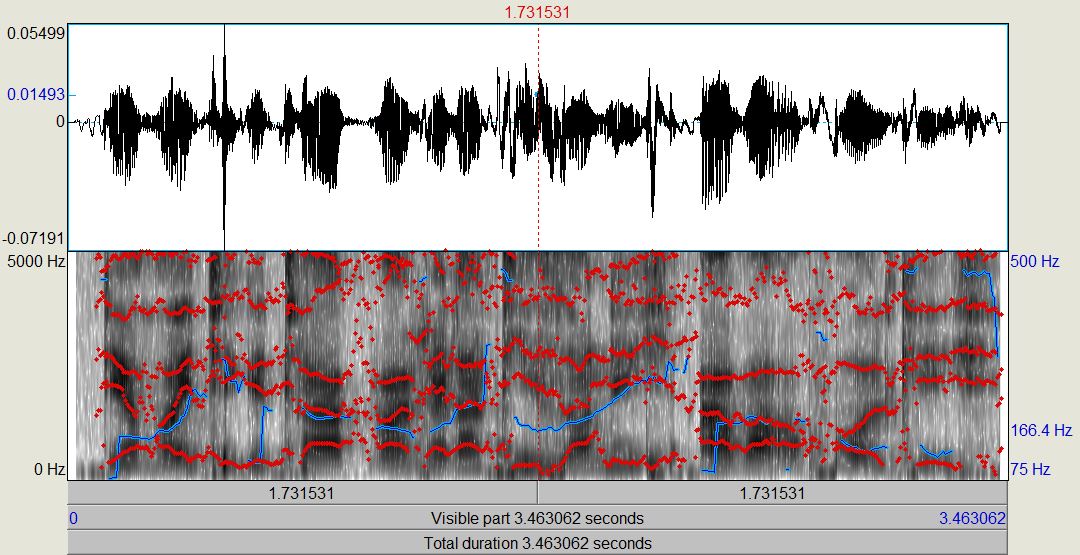 1.731531
0.05499
0.01493
0
-0.07191
5000 Hz 500 Hz
166.4 Hz
0 Hz 75 Hz
1.731531 1.731531
0 Visible part 3.463062 seconds 3.463062
Total duration 3.463062 seconds